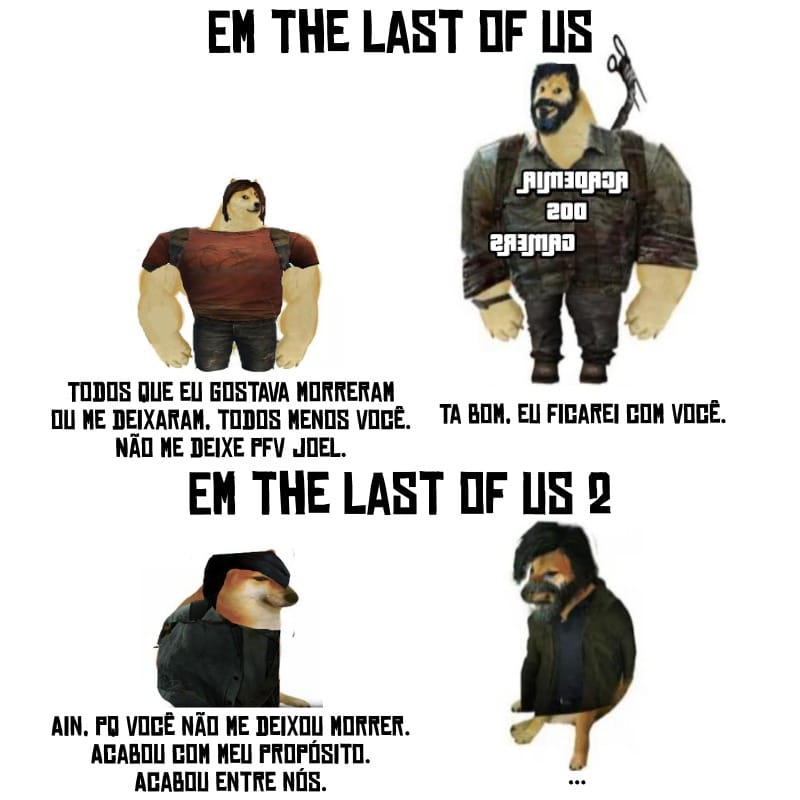 EM THE LAST OF US
ACADEMIA
DOS
GAMERS
TODOS QUE EU GOSTAVA MORRERAM
OU ME DEIXARAM. TODOS MENOS VOCÊ.
NÃO ME DEIXE PFV JOEL.
TA BOM, EU FICAREI COM VOCÊ.
EM THE LAST OF US 2
AIN, PQ VOCÊ NÃO ME DEIXOU MORRER.
ACABOU COM MEU PROPÓSITO.
ACABOU ENTRE NÓS.
...